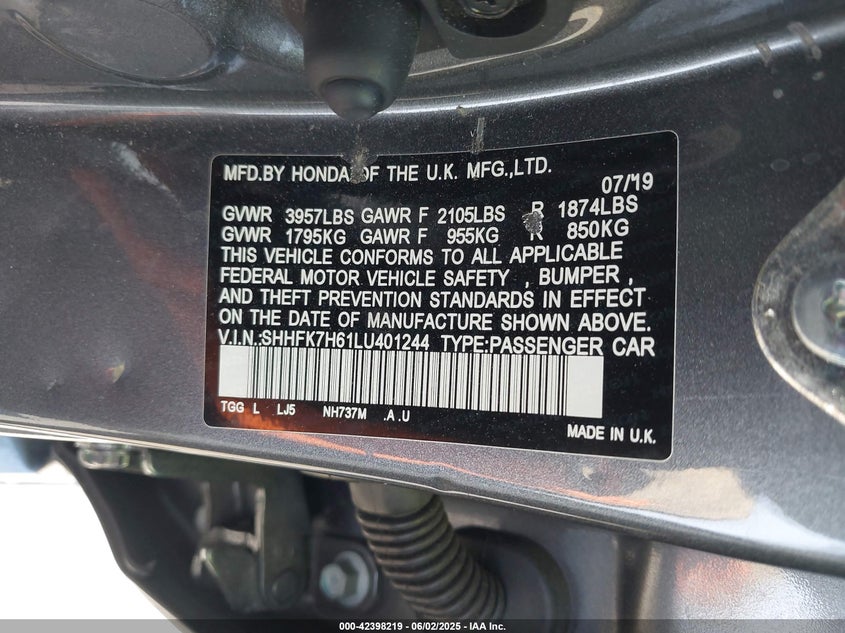 MFD.BY HONDA OF THE U.K. MFG.,LTD.
07/19
GVWR 3957LBS GAWR F 2105LBS R 1874LBS
GVWR 1795KG GAWR F 955KG R 850KG
THIS VEHICLE CONFORMS TO ALL APPLICABLE
FEDERAL MOTOR VEHICLE SAFETY , BUMPER ,
AND THEFT PREVENTION STANDARDS IN EFFECT
ON THE DATE OF MANUFACTURE SHOWN ABOVE.
V.I.N.:SHHFK7H61LU401244 TYPE:PASSENGER CAR
TGG L LJ5 NH737M .A .U
MADE IN U.K.
000-42398219 - 06/02/2025 - IAA Inc.